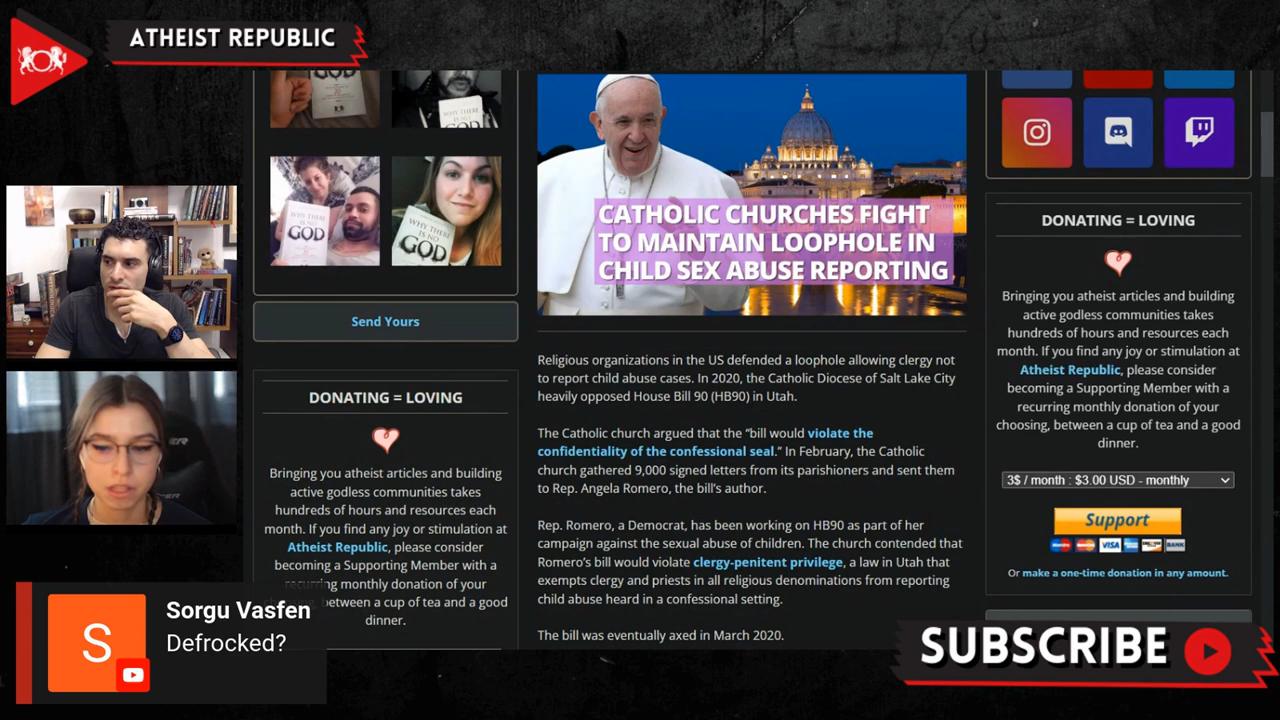 ATHEIST REPUBLIC
WHY THERE
IS NO
GOD
WHY THERE
IS NO
GOD
Send Yours
DONATING = LOVING
Bringing you atheist articles and building
active godless communities takes
hundreds of hours and resources each
month. If you find any joy or stimulation at
Atheist Republic, please consider
becoming a Supporting Member with a
recurring monthly donation of your
between a cup of tea and a good
dinner.
CATHOLIC CHURCHES FIGHT
TO MAINTAIN LOOPHOLE IN
CHILD SEX ABUSE REPORTING
Religious organizations in the US defended a loophole allowing clergy not
to report child abuse cases. In 2020, the Catholic Diocese of Salt Lake City
heavily opposed House Bill 90 (HB90) in Utah.
The Catholic church argued that the “bill would violate the
confidentiality of the confessional seal.” In February, the Catholic
church gathered 9,000 signed letters from its parishioners and sent them
to Rep. Angela Romero, the bill’s author.
Rep. Romero, a Democrat, has been working on HB90 as part of her
campaign against the sexual abuse of children. The church contended that
Romero’s bill would violate clergy-penitent privilege, a law in Utah that
exempts clergy and priests in all religious denominations from reporting
child abuse heard in a confessional setting.
The bill was eventually axed in March 2020.
DONATING = LOVING
Bringing you atheist articles and building
active godless communities takes
hundreds of hours and resources each
month. If you find any joy or stimulation at
Atheist Republic, please consider
becoming a Supporting Member with a
recurring monthly donation of your
choosing, between a cup of tea and a good
dinner.
3$ / month : $3.00 USD - monthly
Support
VISA
BANK
Or make a one-time donation in any amount.
S
Sorgu Vasfen
Defrocked?
SUBSCRIBE